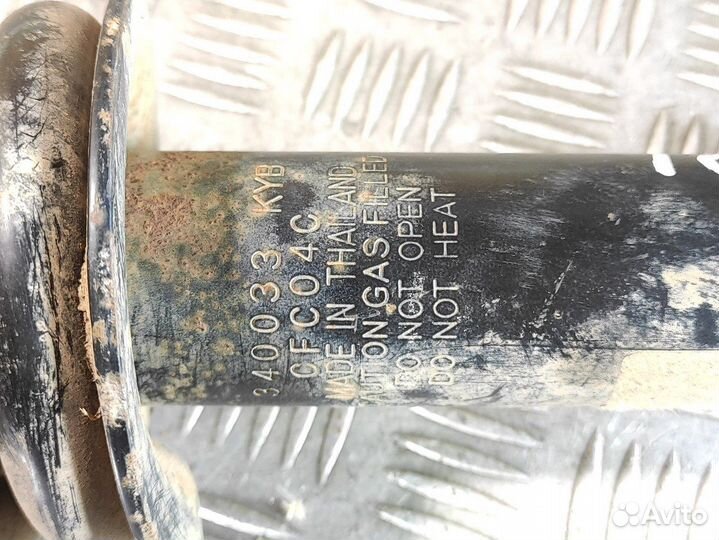 340033 KYB
CFC04C
MADE IN THAILAND
CAUTION GAS FILLED
DO NOT OPEN
DO NOT HEAT
Avito